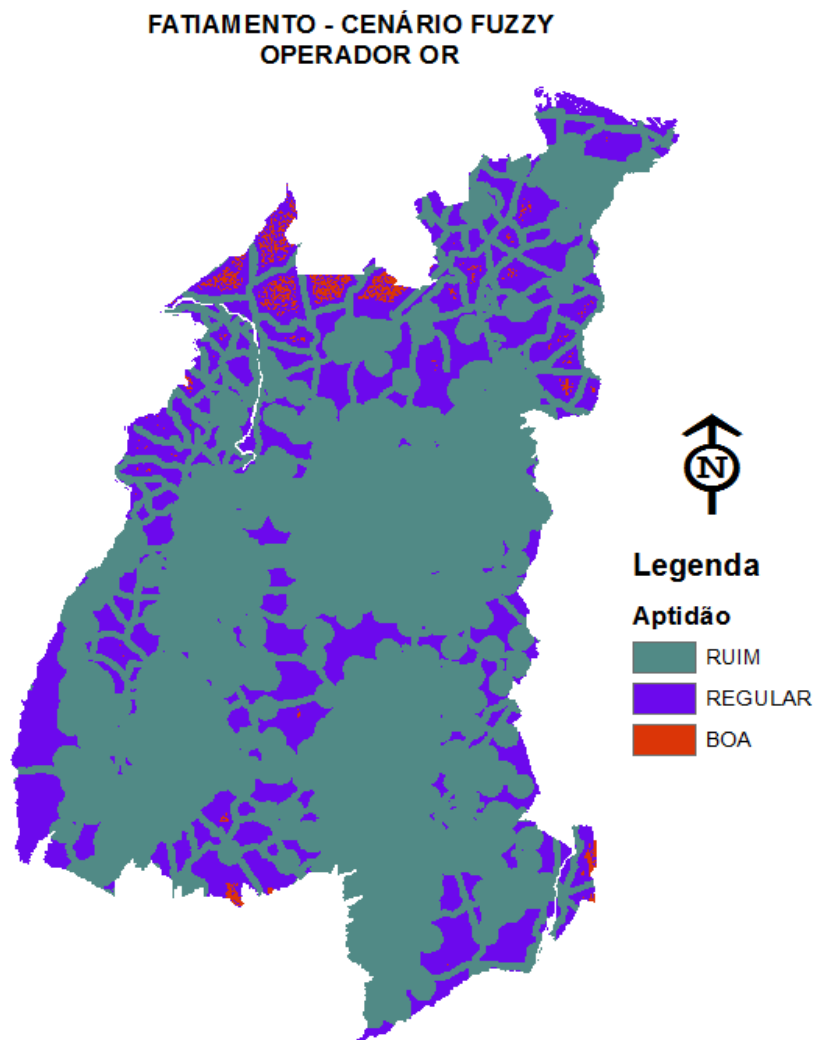 FATIAMENTO - CENÁRIO FUZZY
OPERADOR OR
N
Legenda
Aptidão
RUIM
REGULAR
BOA